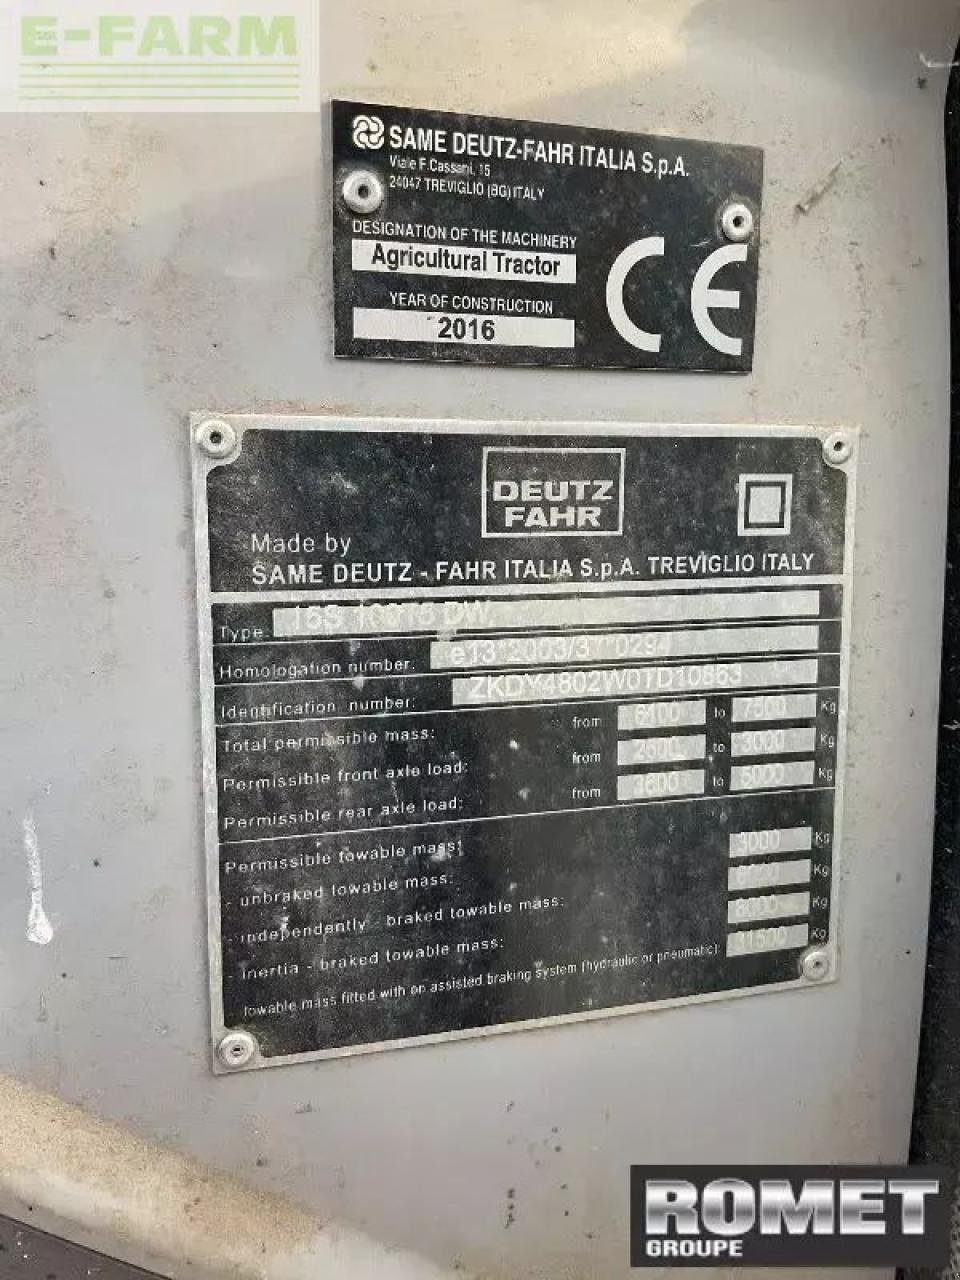 E-FARM
SAME DEUTZ-FAHR ITALIA S.p.A.
Viale F. Cassani, 15
24047 TREVIGLIO (BG) ITALY
DESIGNATION OF THE MACHINERY
Agricultural Tractor
YEAR OF CONSTRUCTION
2016
CE
DEUTZ
FAHR
Made by
SAME DEUTZ - FAHR ITALIA S.p.A. TREVIGLIO ITALY
Type:
Homologation number:
Identification number:
Total permissible mass: from to Kg
Permissible front axle load: from to 3000 Kg
Permissible rear axle load: from to 5000 Kg
Permissible towable mass:
- unbraked towable mass: 3000 Kg
- independently - braked towable mass: Kg
- inertia - braked towable mass: Kg
towable mass fitted with on assisted braking system (hydraulic or pneumatic): Kg
ROMET
GROUPE